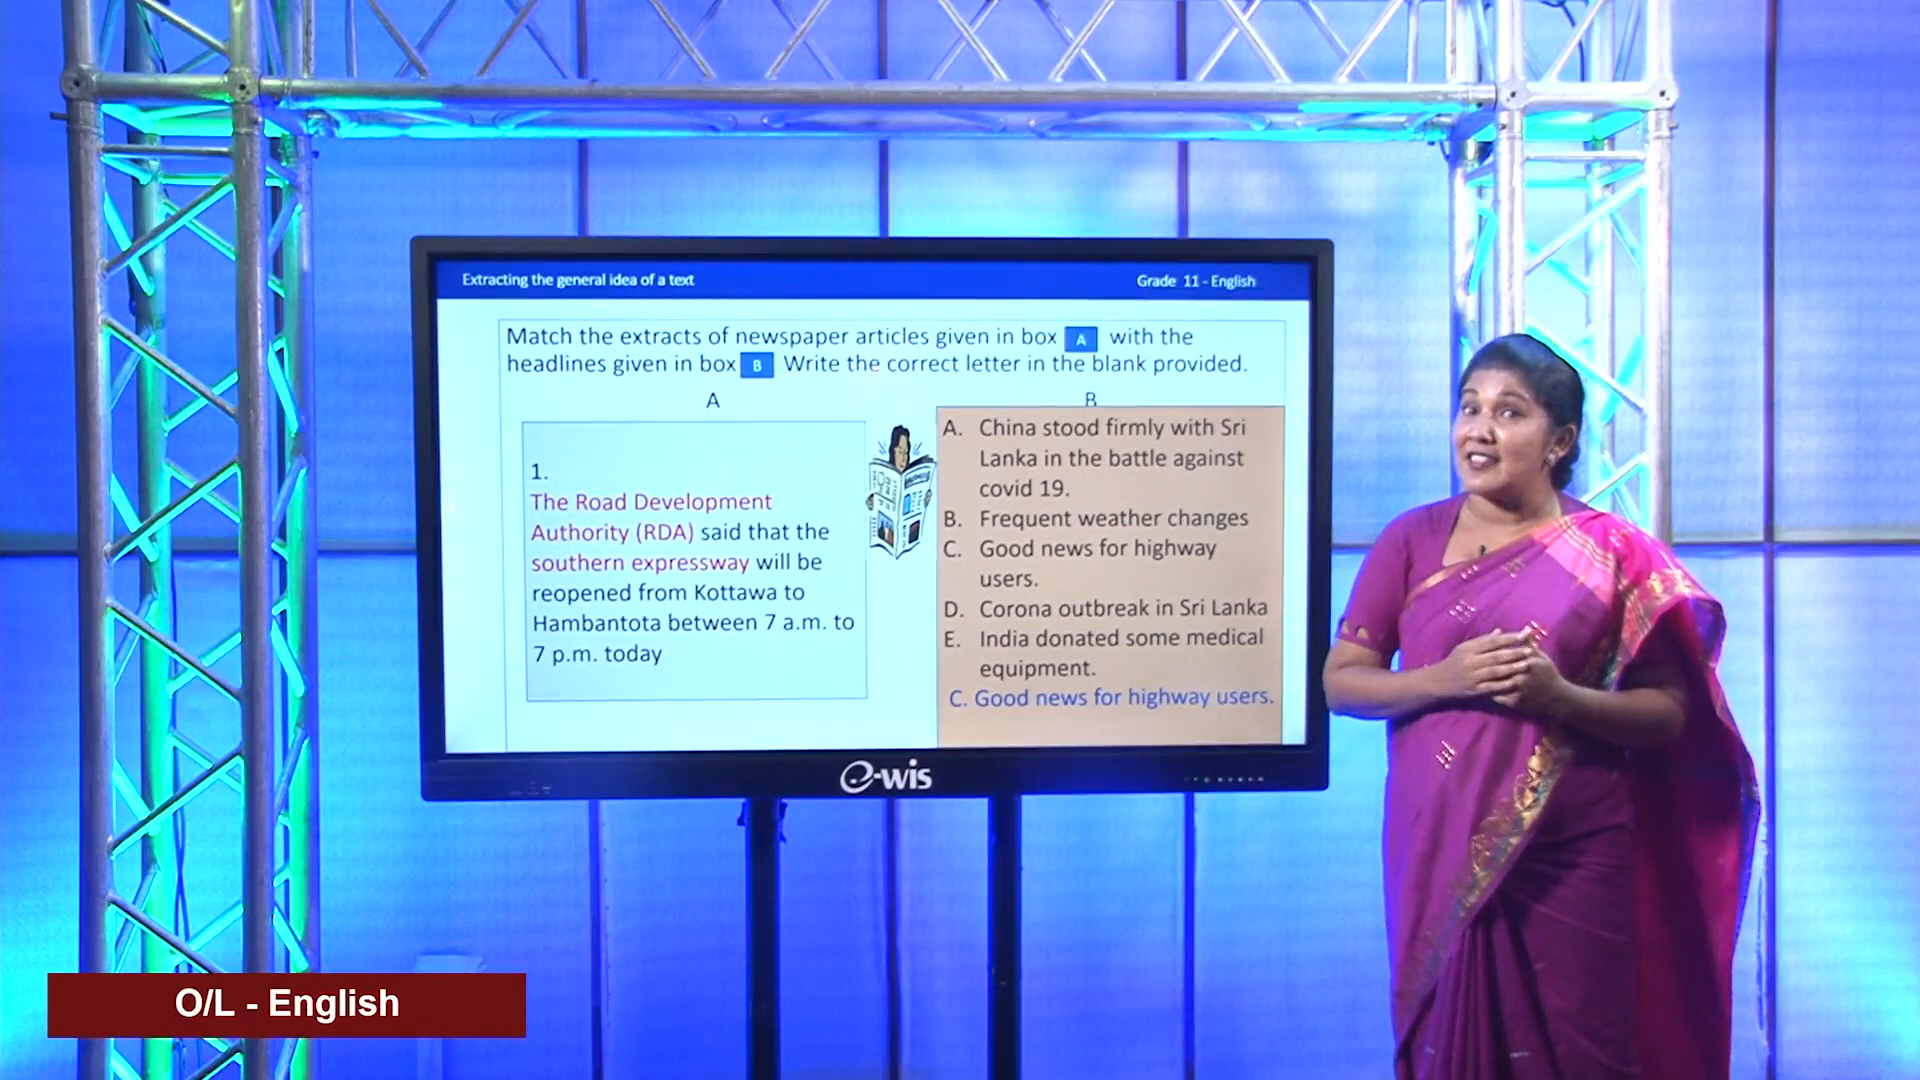 Extracting the general idea of a text
Grade 11 - English
Match the extracts of newspaper articles given in box A with the
headlines given in box B Write the correct letter in the blank provided.
A
B
1.
The Road Development
Authority (RDA) said that the
southern expressway will be
reopened from Kottawa to
Hambantota between 7 a.m. to
7 p.m. today
A. China stood firmly with Sri
Lanka in the battle against
covid 19.
B. Frequent weather changes
C. Good news for highway
users.
D. Corona outbreak in Sri Lanka
E. India donated some medical
equipment.
C. Good news for highway users.
e-wis
O/L - English